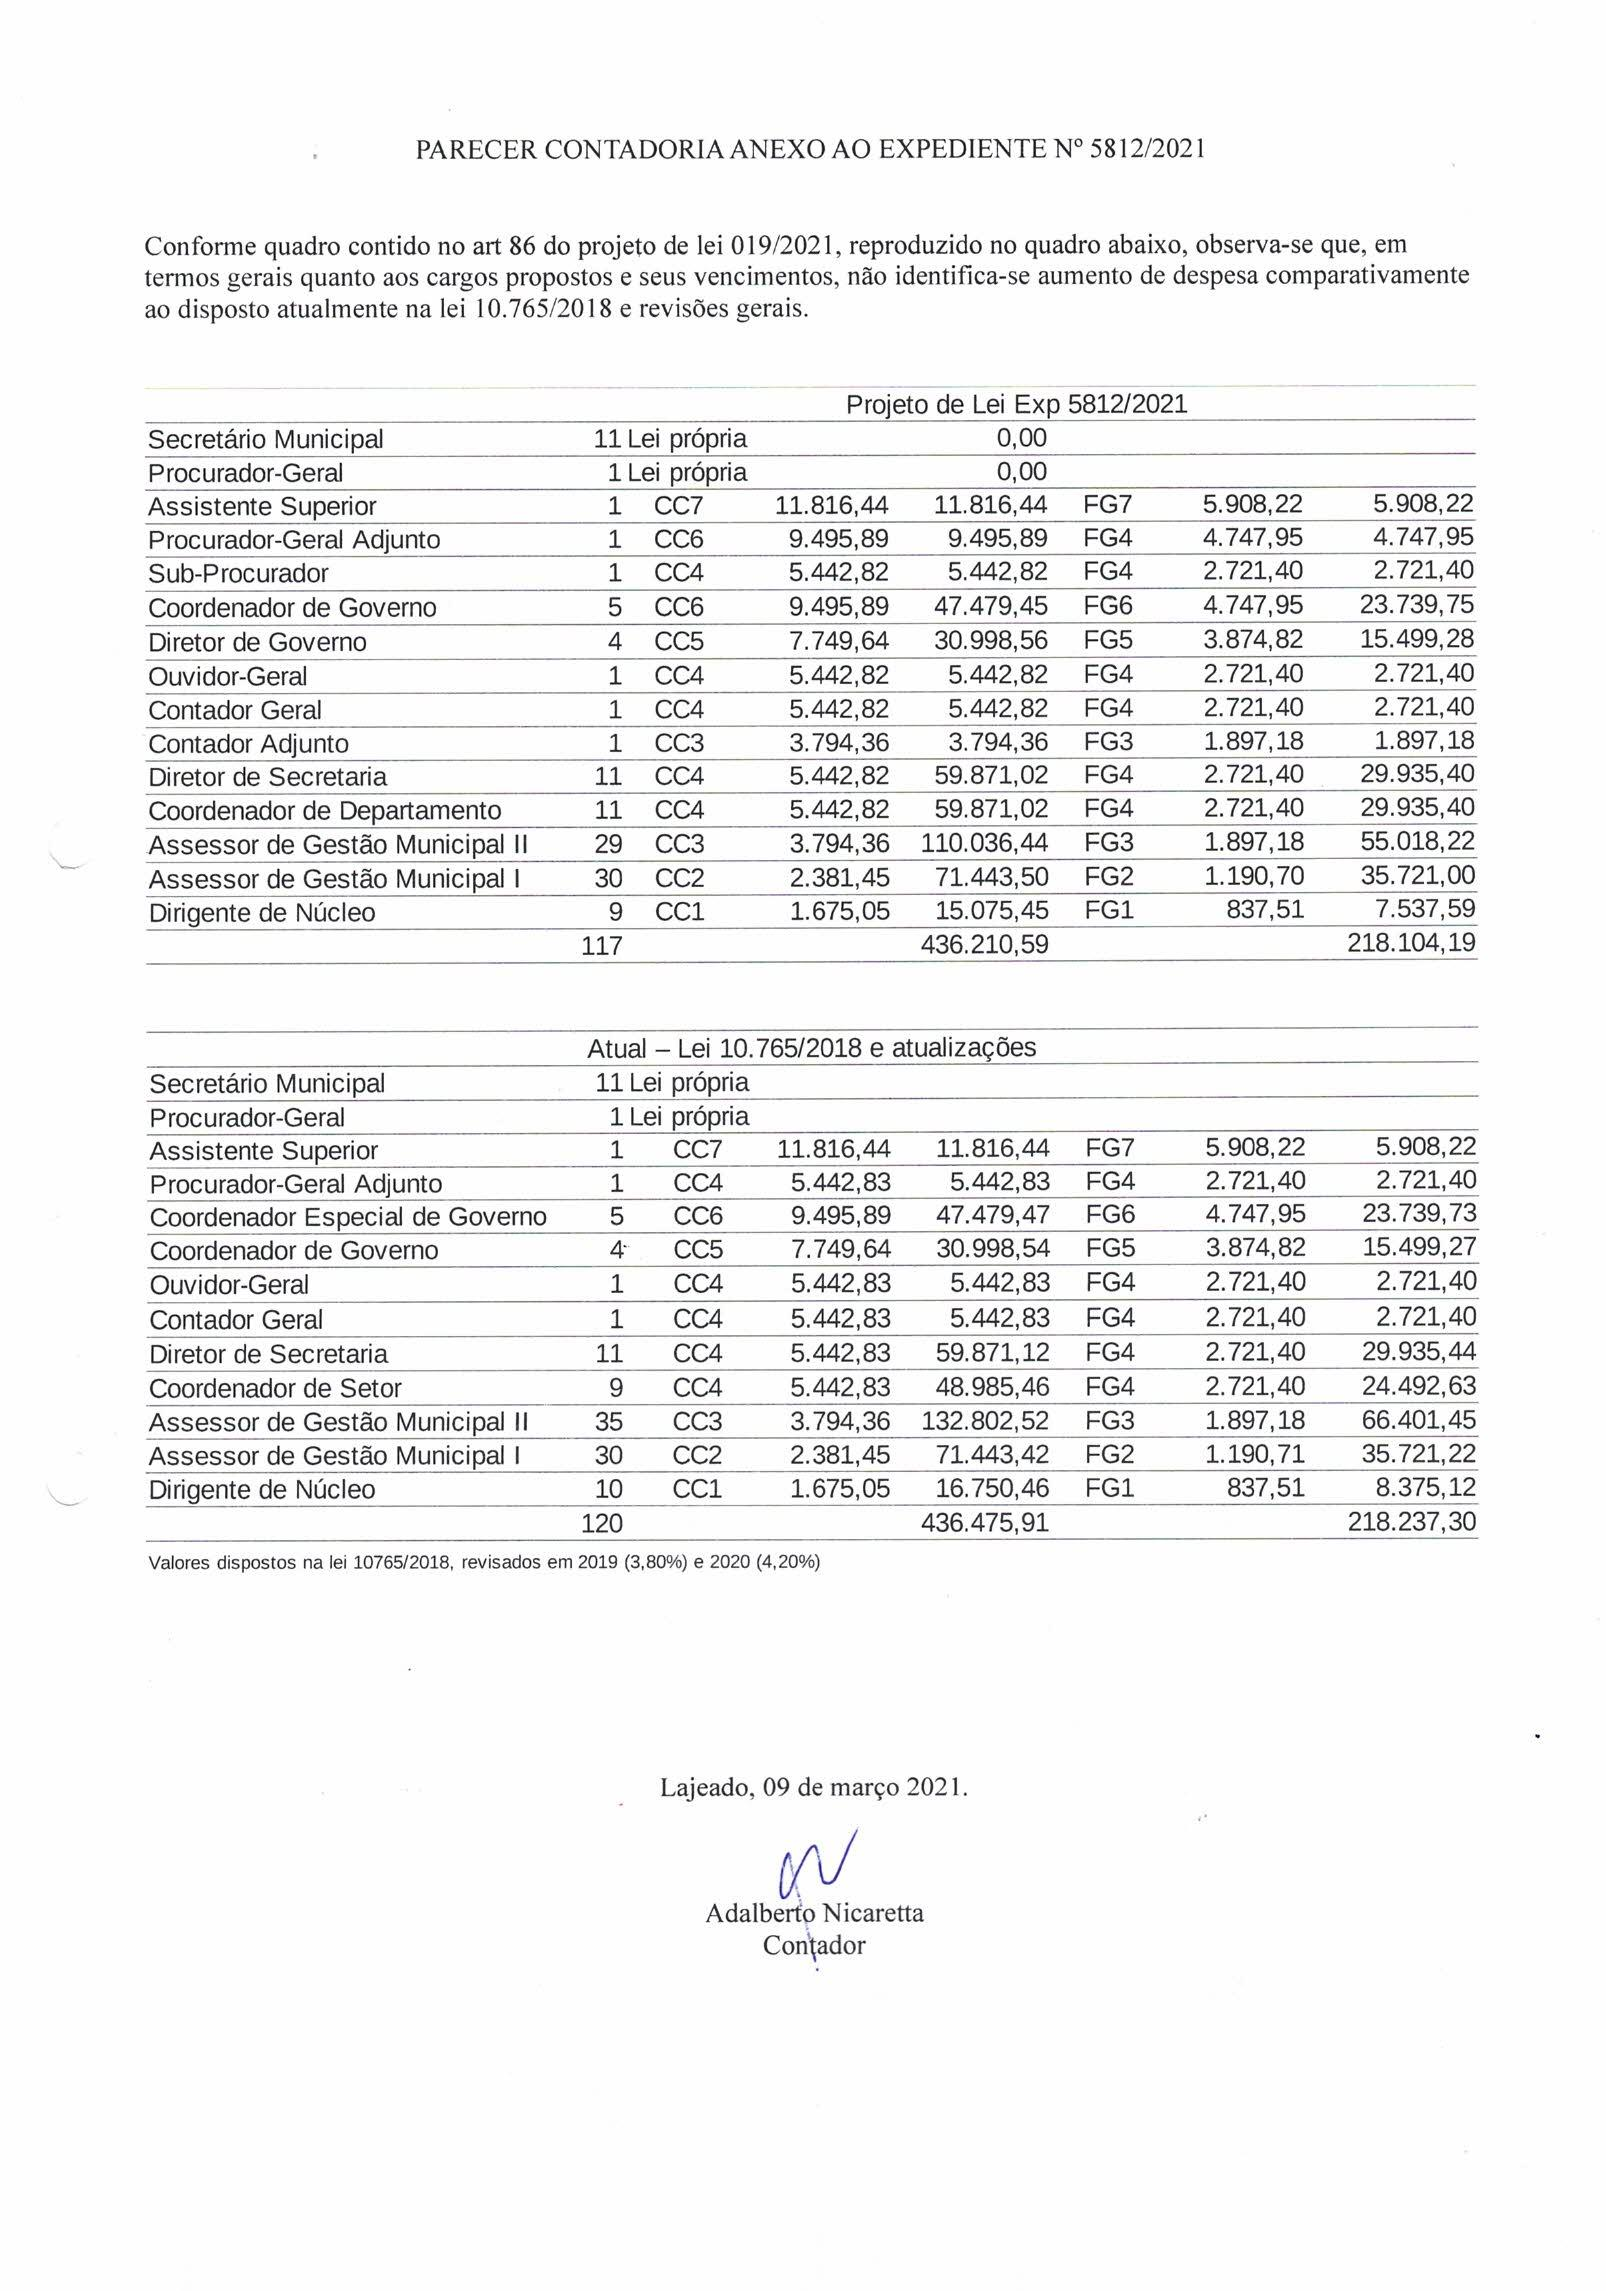 PARECER CONTADORIA ANEXO AO EXPEDIENTE Nº 5812/2021
Conforme quadro contido no art 86 do projeto de lei 019/2021, reproduzido no quadro abaixo, observa-se que, em
termos gerais quanto aos cargos propostos e seus vencimentos, não identifica-se aumento de despesa comparativamente
ao disposto atualmente na lei 10.765/2018 e revisões gerais.
Projeto de Lei Exp 5812/2021
Secretário Municipal 11 Lei própria 0,00
Procurador-Geral 1 Lei própria 0,00
Assistente Superior 1 CC7 11.816,44 11.816,44 FG7 5.908,22 5.908,22
Procurador-Geral Adjunto 1 CC6 9.495,89 9.495,89 FG4 4.747,95 4.747,95
Sub-Procurador 1 CC4 5.442,82 5.442,82 FG4 2.721,40 2.721,40
Coordenador de Governo 5 CC6 9.495,89 47.479,45 FG6 4.747,95 23.739,75
Diretor de Governo 4 CC5 7.749,64 30.998,56 FG5 3.874,82 15.499,28
Ouvidor-Geral 1 CC4 5.442,82 5.442,82 FG4 2.721,40 2.721,40
Contador Geral 1 CC4 5.442,82 5.442,82 FG4 2.721,40 2.721,40
Contador Adjunto 1 CC3 3.794,36 3.794,36 FG3 1.897,18 1.897,18
Diretor de Secretaria 11 CC4 5.442,82 59.871,02 FG4 2.721,40 29.935,40
Coordenador de Departamento 11 CC4 5.442,82 59.871,02 FG4 2.721,40 29.935,40
Assessor de Gestão Municipal II 29 CC3 3.794,36 110.036,44 FG3 1.897,18 55.018,22
Assessor de Gestão Municipal I 30 CC2 2.381,45 71.443,50 FG2 1.190,70 35.721,00
Dirigente de Núcleo 9 CC1 1.675,05 15.075,45 FG1 837,51 7.537,59
117 436.210,59 218.104,19
Atual – Lei 10.765/2018 e atualizações
Secretário Municipal 11 Lei própria
Procurador-Geral 1 Lei própria
Assistente Superior 1 CC7 11.816,44 11.816,44 FG7 5.908,22 5.908,22
Procurador-Geral Adjunto 1 CC4 5.442,83 5.442,83 FG4 2.721,40 2.721,40
Coordenador Especial de Governo 5 CC6 9.495,89 47.479,47 FG6 4.747,95 23.739,73
Coordenador de Governo 4 CC5 7.749,64 30.998,54 FG5 3.874,82 15.499,27
Ouvidor-Geral 1 CC4 5.442,83 5.442,83 FG4 2.721,40 2.721,40
Contador Geral 1 CC4 5.442,83 5.442,83 FG4 2.721,40 2.721,40
Diretor de Secretaria 11 CC4 5.442,83 59.871,12 FG4 2.721,40 29.935,44
Coordenador de Setor 9 CC4 5.442,83 48.985,46 FG4 2.721,40 24.492,63
Assessor de Gestão Municipal II 35 CC3 3.794,36 132.802,52 FG3 1.897,18 66.401,45
Assessor de Gestão Municipal I 30 CC2 2.381,45 71.443,42 FG2 1.190,71 35.721,22
Dirigente de Núcleo 10 CC1 1.675,05 16.750,46 FG1 837,51 8.375,12
120 436.475,91 218.237,30
Valores dispostos na lei 10765/2018, revisados em 2019 (3,80%) e 2020 (4,20%)
Lajeado, 09 de março 2021.
Adalberto Nicaretta
Contador